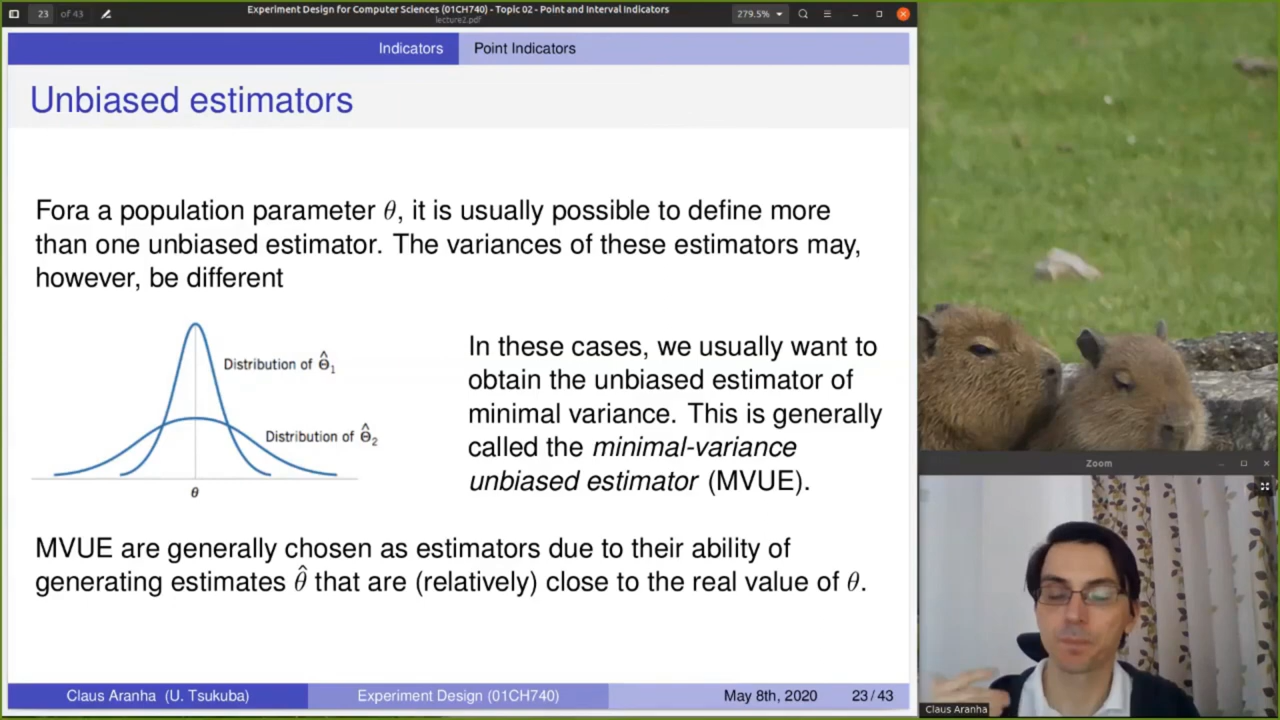 23 of 43
Experiment Design for Computer Sciences (01CH740) - Topic 02 - Point and Interval Indicators
lecture2.pdf
279.5%
Indicators
Point Indicators
Unbiased estimators
Fora a population parameter θ, it is usually possible to define more
than one unbiased estimator. The variances of these estimators may,
however, be different
Distribution of Θ̂₁
Distribution of Θ̂₂
θ
In these cases, we usually want to
obtain the unbiased estimator of
minimal variance. This is generally
called the minimal-variance
unbiased estimator (MVUE).
MVUE are generally chosen as estimators due to their ability of
generating estimates θ̂ that are (relatively) close to the real value of θ.
Claus Aranha (U. Tsukuba)
Experiment Design (01CH740)
May 8th, 2020
23 / 43
Zoom
Claus Aranha